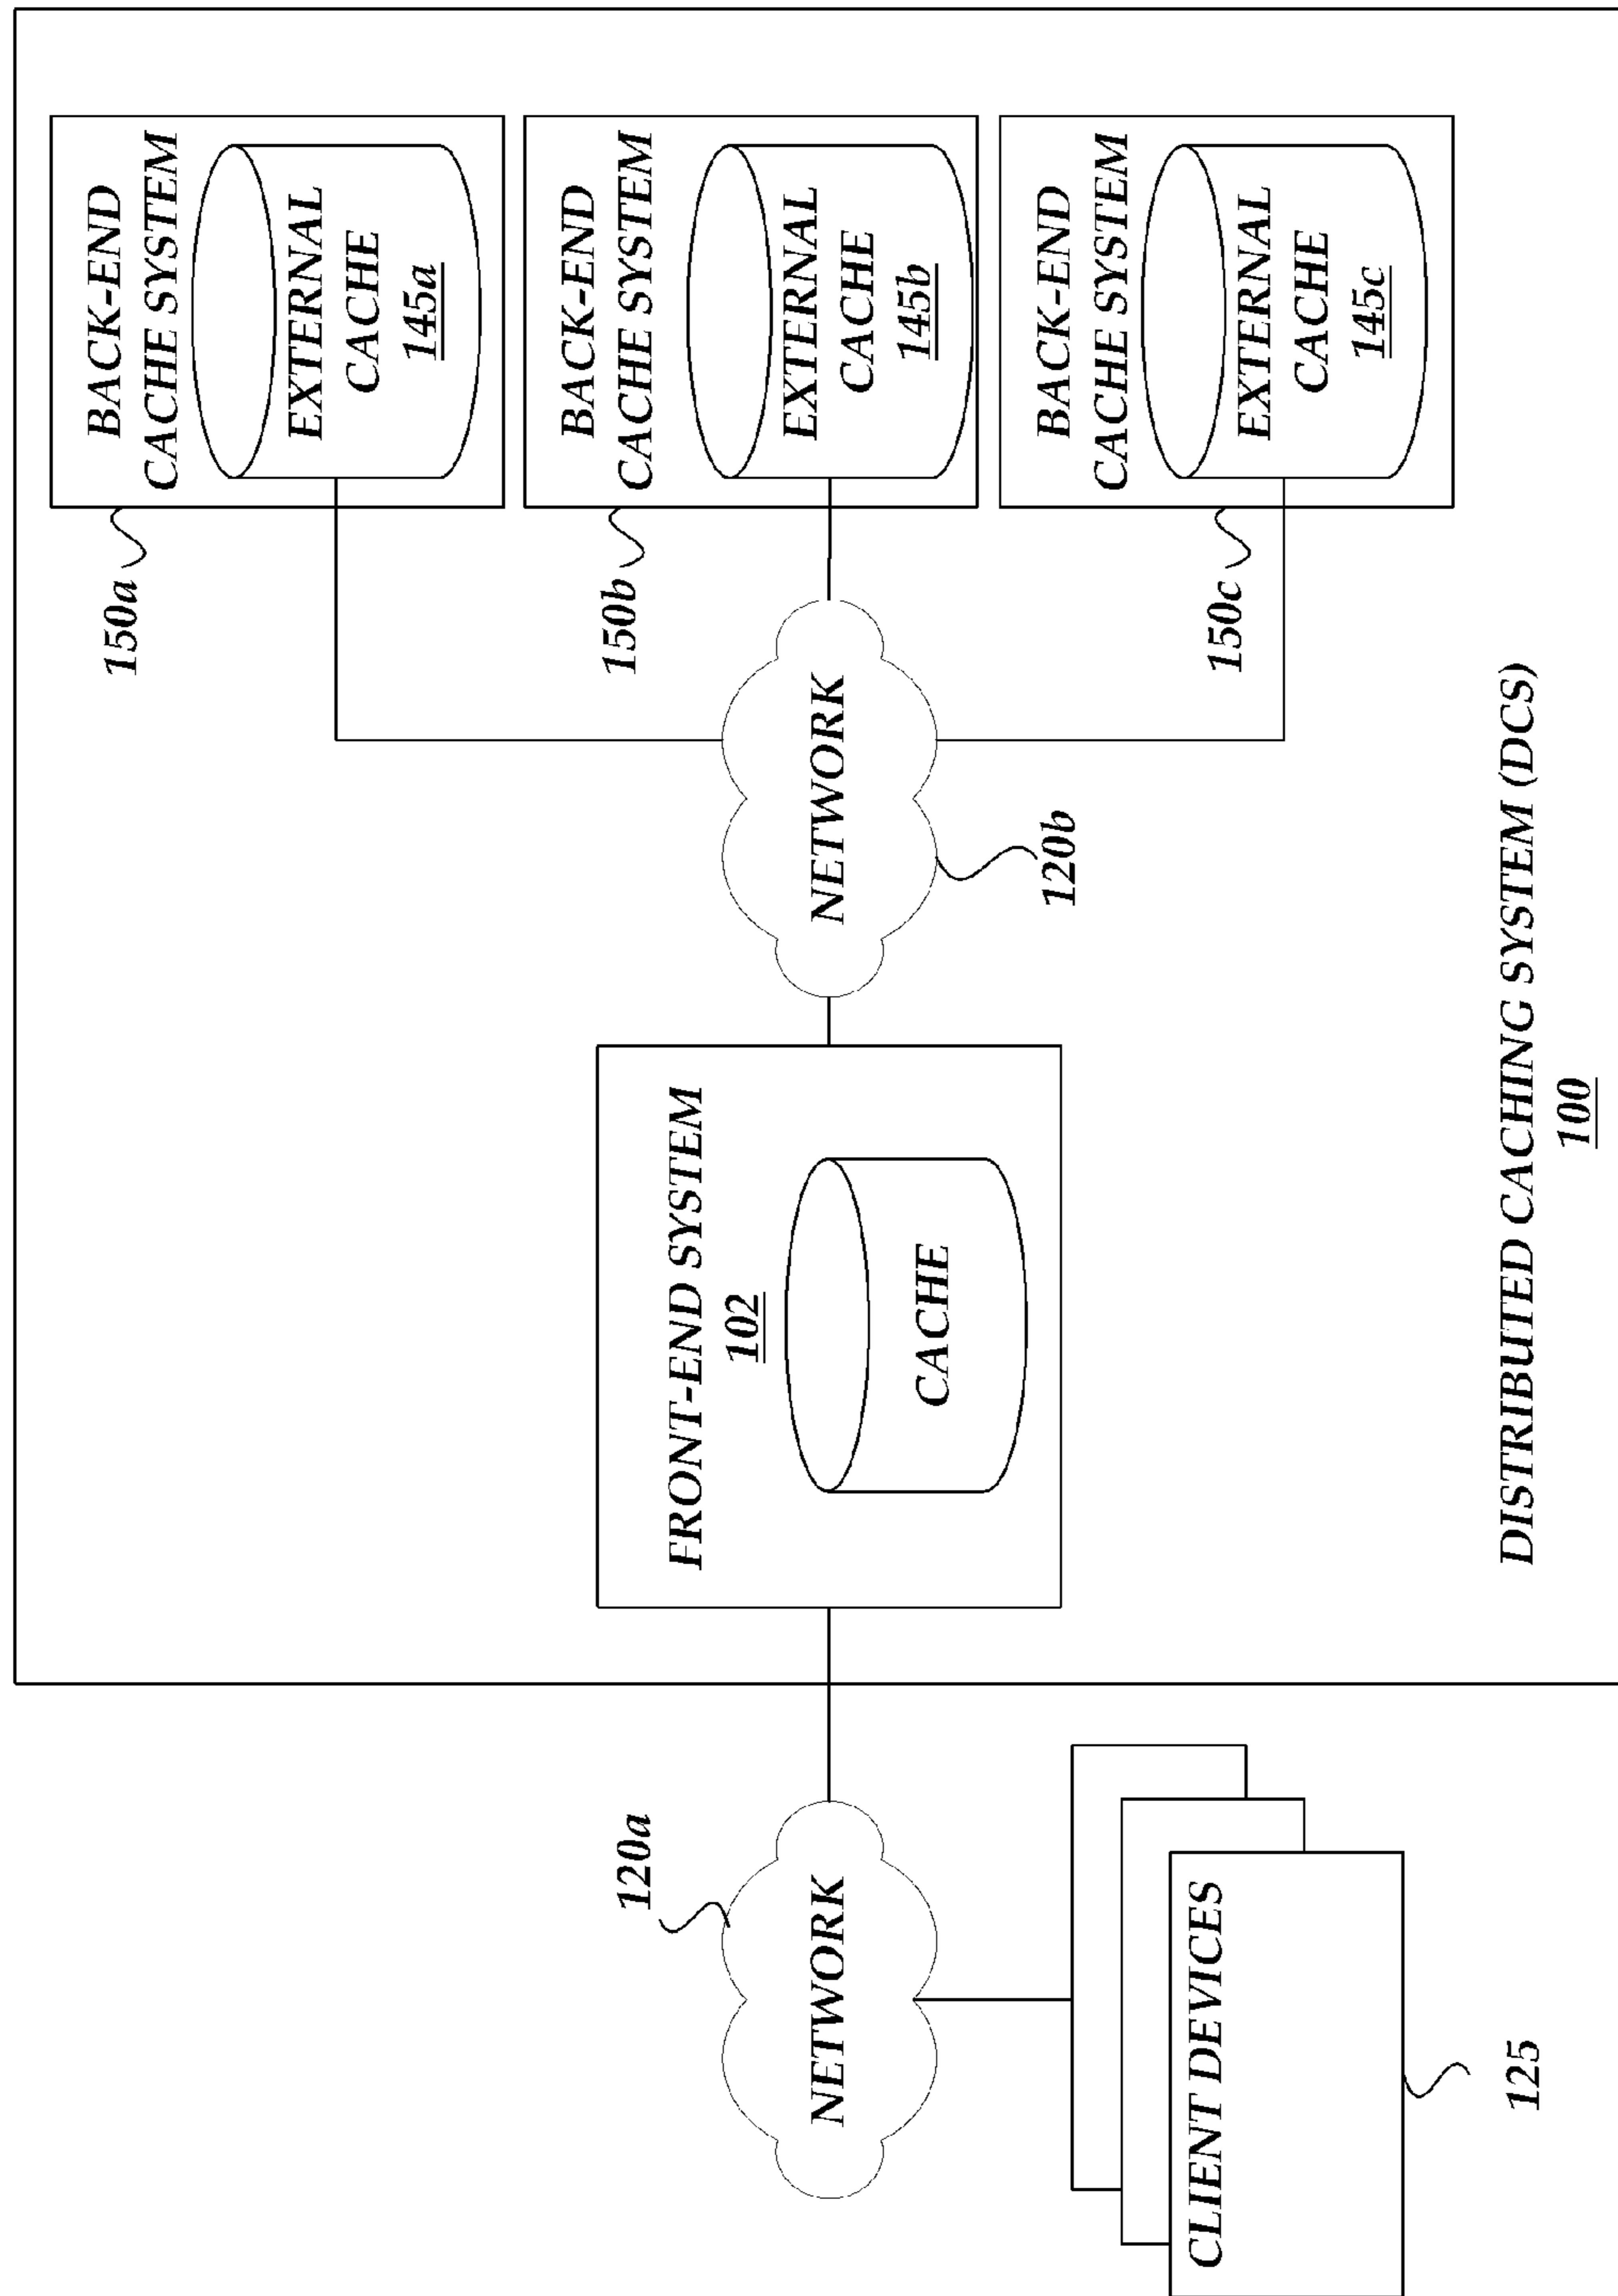 BACK-END
CACHE SYSTEM
EXTERNAL
CACHE
145a
150a
BACK-END
CACHE SYSTEM
EXTERNAL
CACHE
145b
150b
BACK-END
CACHE SYSTEM
EXTERNAL
CACHE
145c
150c
NETWORK
120b
FRONT-END SYSTEM
102
CACHE
DISTRIBUTED CACHING SYSTEM (DCS)
100
120a
NETWORK
CLIENT DEVICES
125